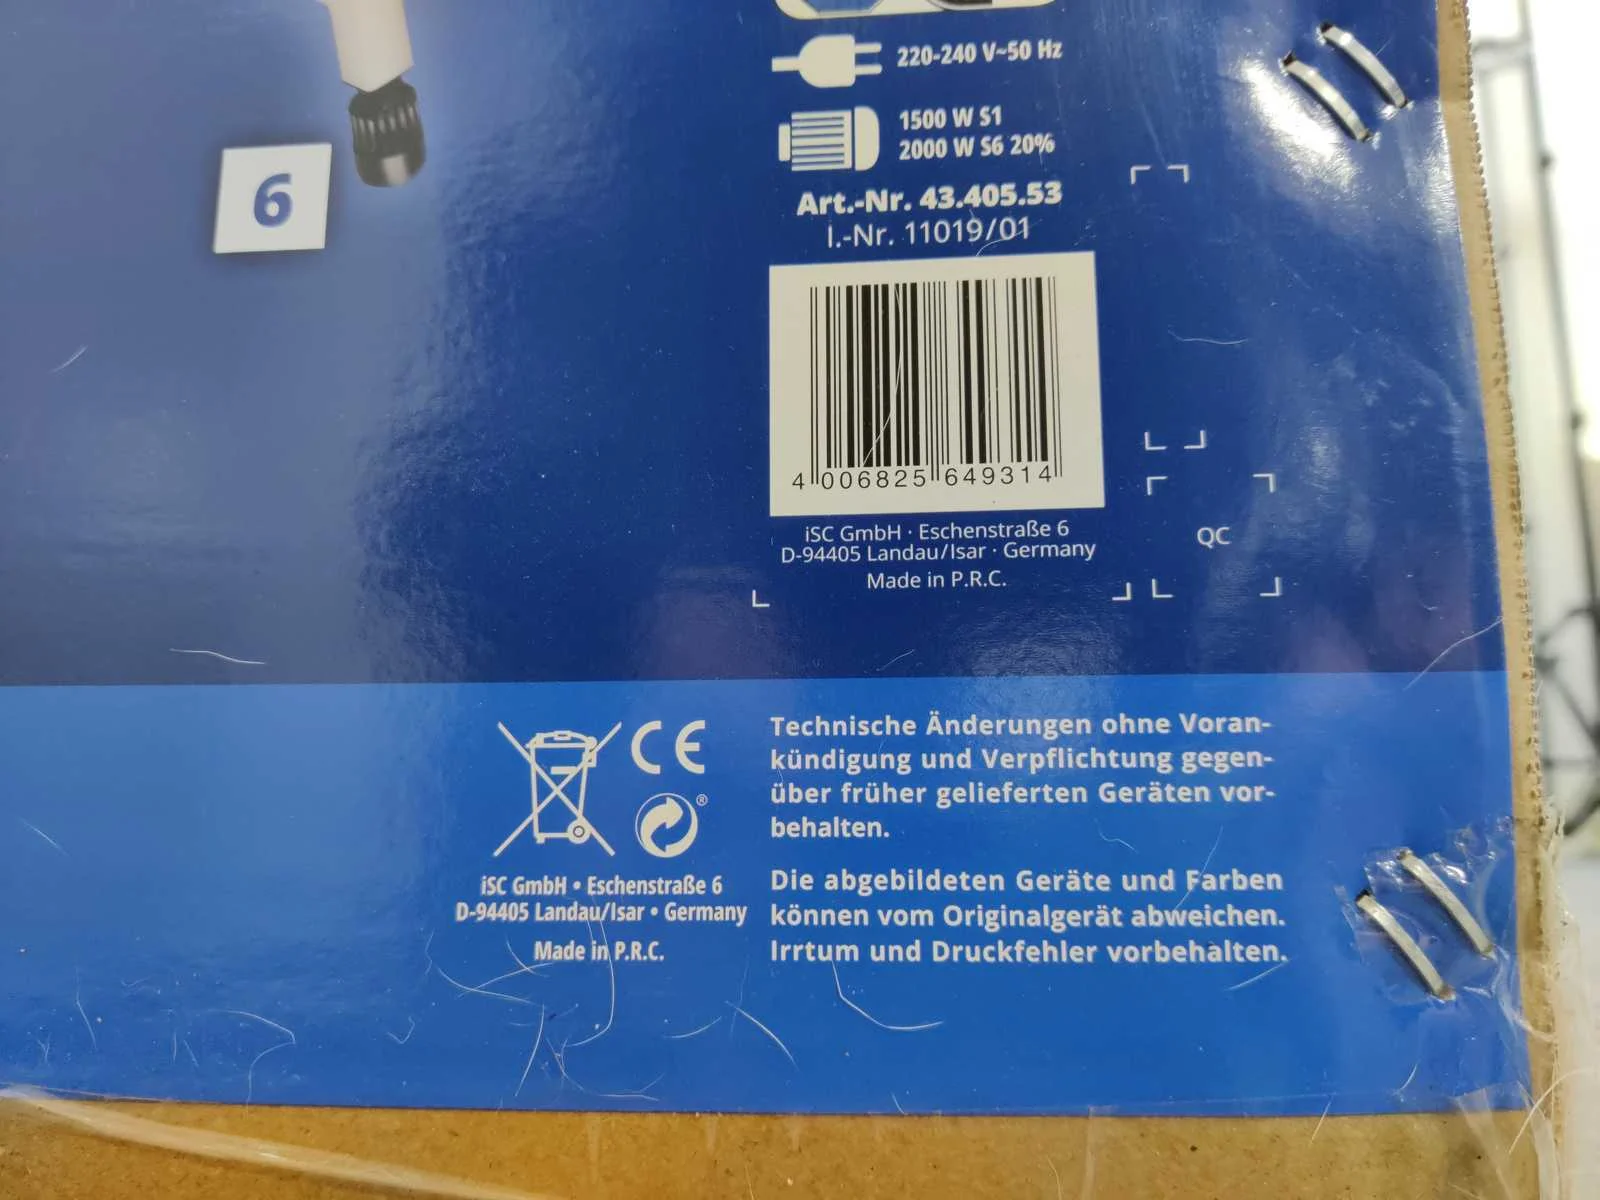 220-240 V~50 Hz
1500 W S1
2000 W S6 20%
Art.-Nr. 43.405.53
I.-Nr. 11019/01
6
4 006825 649314
iSC GmbH · Eschenstraße 6
D-94405 Landau/Isar · Germany
Made in P.R.C.
QC
CE
®
iSC GmbH • Eschenstraße 6
D-94405 Landau/Isar • Germany
Made in P.R.C.
Technische Änderungen ohne Voran-
kündigung und Verpflichtung gegen-
über früher gelieferten Geräten vor-
behalten.
Die abgebildeten Geräte und Farben
können vom Originalgerät abweichen.
Irrtum und Druckfehler vorbehalten.